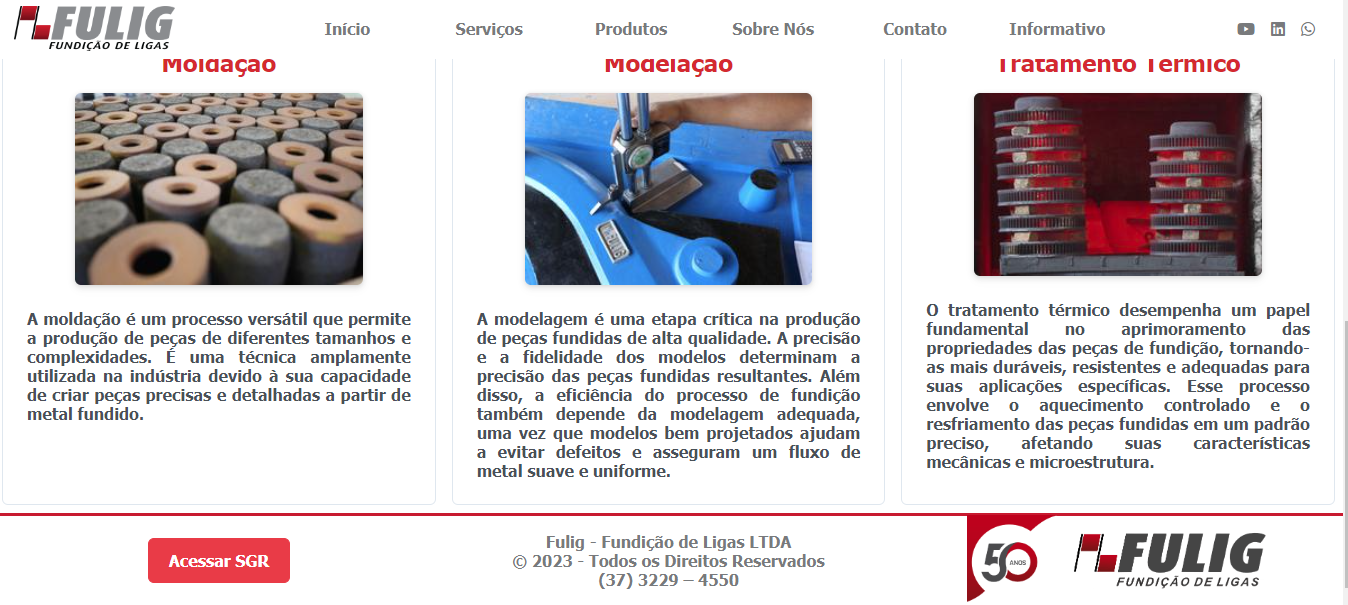 FULIG
FUNDIÇÃO DE LIGAS
Início
Serviços
Produtos
Sobre Nós
Contato
Informativo
Moldação
Modelação
Tratamento Térmico
FULIG
A moldação é um processo versátil que permite
a produção de peças de diferentes tamanhos e
complexidades. É uma técnica amplamente
utilizada na indústria devido à sua capacidade
de criar peças precisas e detalhadas a partir de
metal fundido.
A modelagem é uma etapa crítica na produção
de peças fundidas de alta qualidade. A precisão
e a fidelidade dos modelos determinam a
precisão das peças fundidas resultantes. Além
disso, a eficiência do processo de fundição
também depende da modelagem adequada,
uma vez que modelos bem projetados ajudam
a evitar defeitos e asseguram um fluxo de
metal suave e uniforme.
O tratamento térmico desempenha um papel
fundamental no aprimoramento das
propriedades das peças de fundição, tornando-
as mais duráveis, resistentes e adequadas para
suas aplicações específicas. Esse processo
envolve o aquecimento controlado e o
resfriamento das peças fundidas em um padrão
preciso, afetando suas características
mecânicas e microestrutura.
Acessar SGR
Fulig - Fundição de Ligas LTDA
© 2023 - Todos os Direitos Reservados
(37) 3229 – 4550
50 ANOS
FULIG
FUNDIÇÃO DE LIGAS